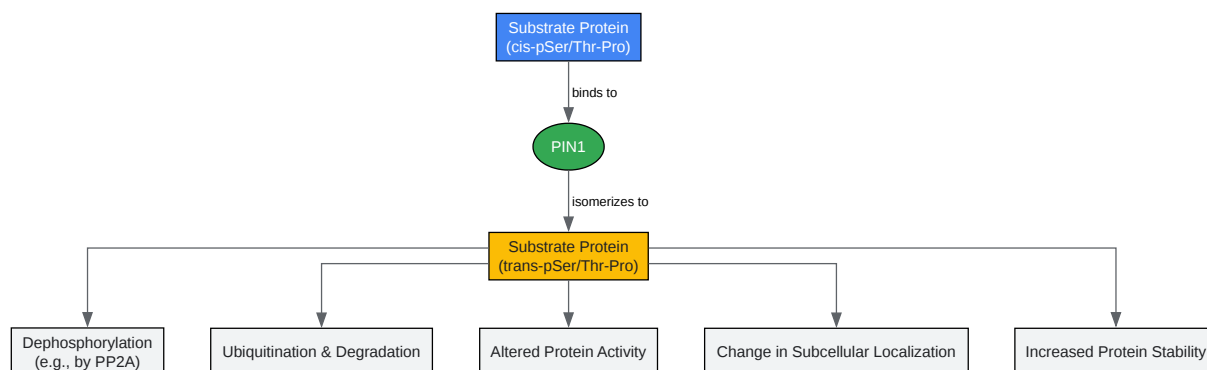 Substrate Protein
(cis-pSer/Thr-Pro)
binds to
PIN1
isomerizes to
Substrate Protein
(trans-pSer/Thr-Pro)
Dephosphorylation
(e.g., by PP2A)
Ubiquitination & Degradation
Altered Protein Activity
Change in Subcellular Localization
Increased Protein Stability